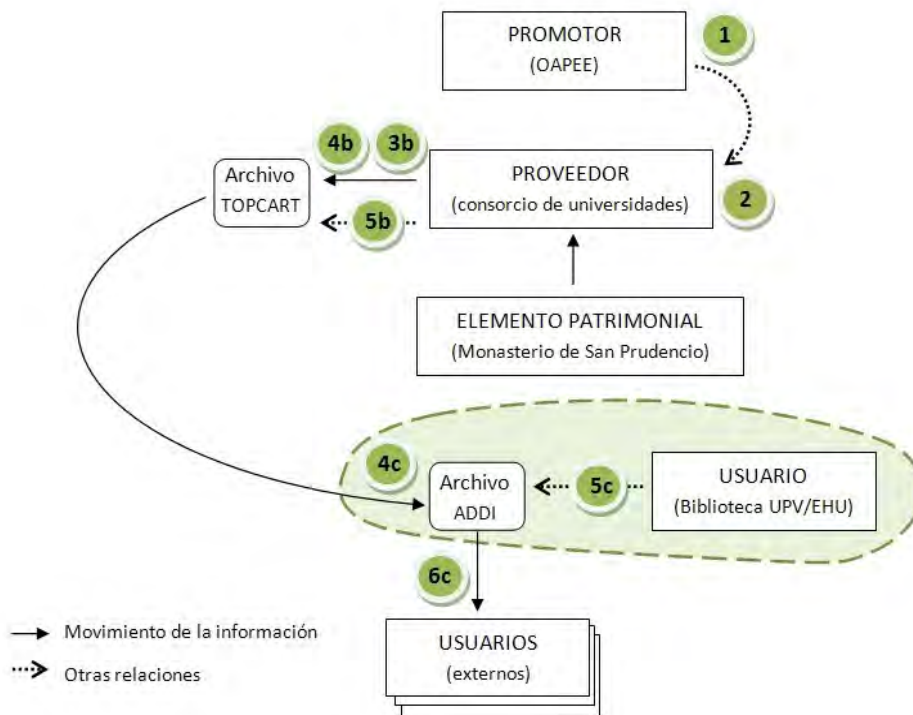 PROMOTOR
(OAPEE)
1
4b
3b
Archivo
TOPCART
PROVEEDOR
(consorcio de universidades)
2
5b
ELEMENTO PATRIMONIAL
(Monasterio de San Prudencio)
4c
Archivo
ADDI
5c
USUARIO
(Biblioteca UPV/EHU)
6c
Movimiento de la información
Otras relaciones
USUARIOS
(externos)